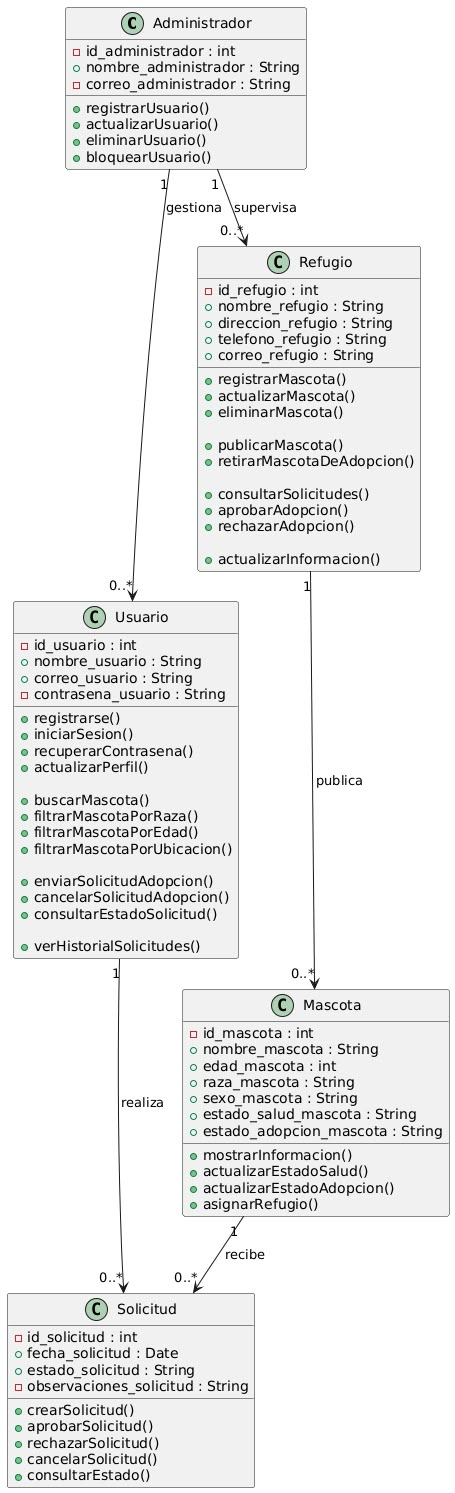 C Administrador
id_administrador : int
nombre_administrador : String
correo_administrador : String
registrarUsuario()
actualizarUsuario()
eliminarUsuario()
bloquearUsuario()
1
1
gestiona
supervisa
0..*
C Refugio
id_refugio : int
nombre_refugio : String
direccion_refugio : String
telefono_refugio : String
correo_refugio : String
registrarMascota()
actualizarMascota()
eliminarMascota()
publicarMascota()
retirarMascotaDeAdopcion()
consultarSolicitudes()
aprobarAdopcion()
rechazarAdopcion()
actualizarInformacion()
0..*
1
C Usuario
id_usuario : int
nombre_usuario : String
correo_usuario : String
contrasena_usuario : String
registrarse()
iniciarSesion()
recuperarContrasena()
actualizarPerfil()
buscarMascota()
filtrarMascotaPorRaza()
filtrarMascotaPorEdad()
filtrarMascotaPorUbicacion()
enviarSolicitudAdopcion()
cancelarSolicitudAdopcion()
consultarEstadoSolicitud()
verHistorialSolicitudes()
publica
1
0..*
C Mascota
id_mascota : int
nombre_mascota : String
edad_mascota : int
raza_mascota : String
sexo_mascota : String
estado_salud_mascota : String
estado_adopcion_mascota : String
mostrarInformacion()
actualizarEstadoSalud()
actualizarEstadoAdopcion()
asignarRefugio()
realiza
1
recibe
0..*
0..*
C Solicitud
id_solicitud : int
fecha_solicitud : Date
estado_solicitud : String
observaciones_solicitud : String
crearSolicitud()
aprobarSolicitud()
rechazarSolicitud()
cancelarSolicitud()
consultarEstado()